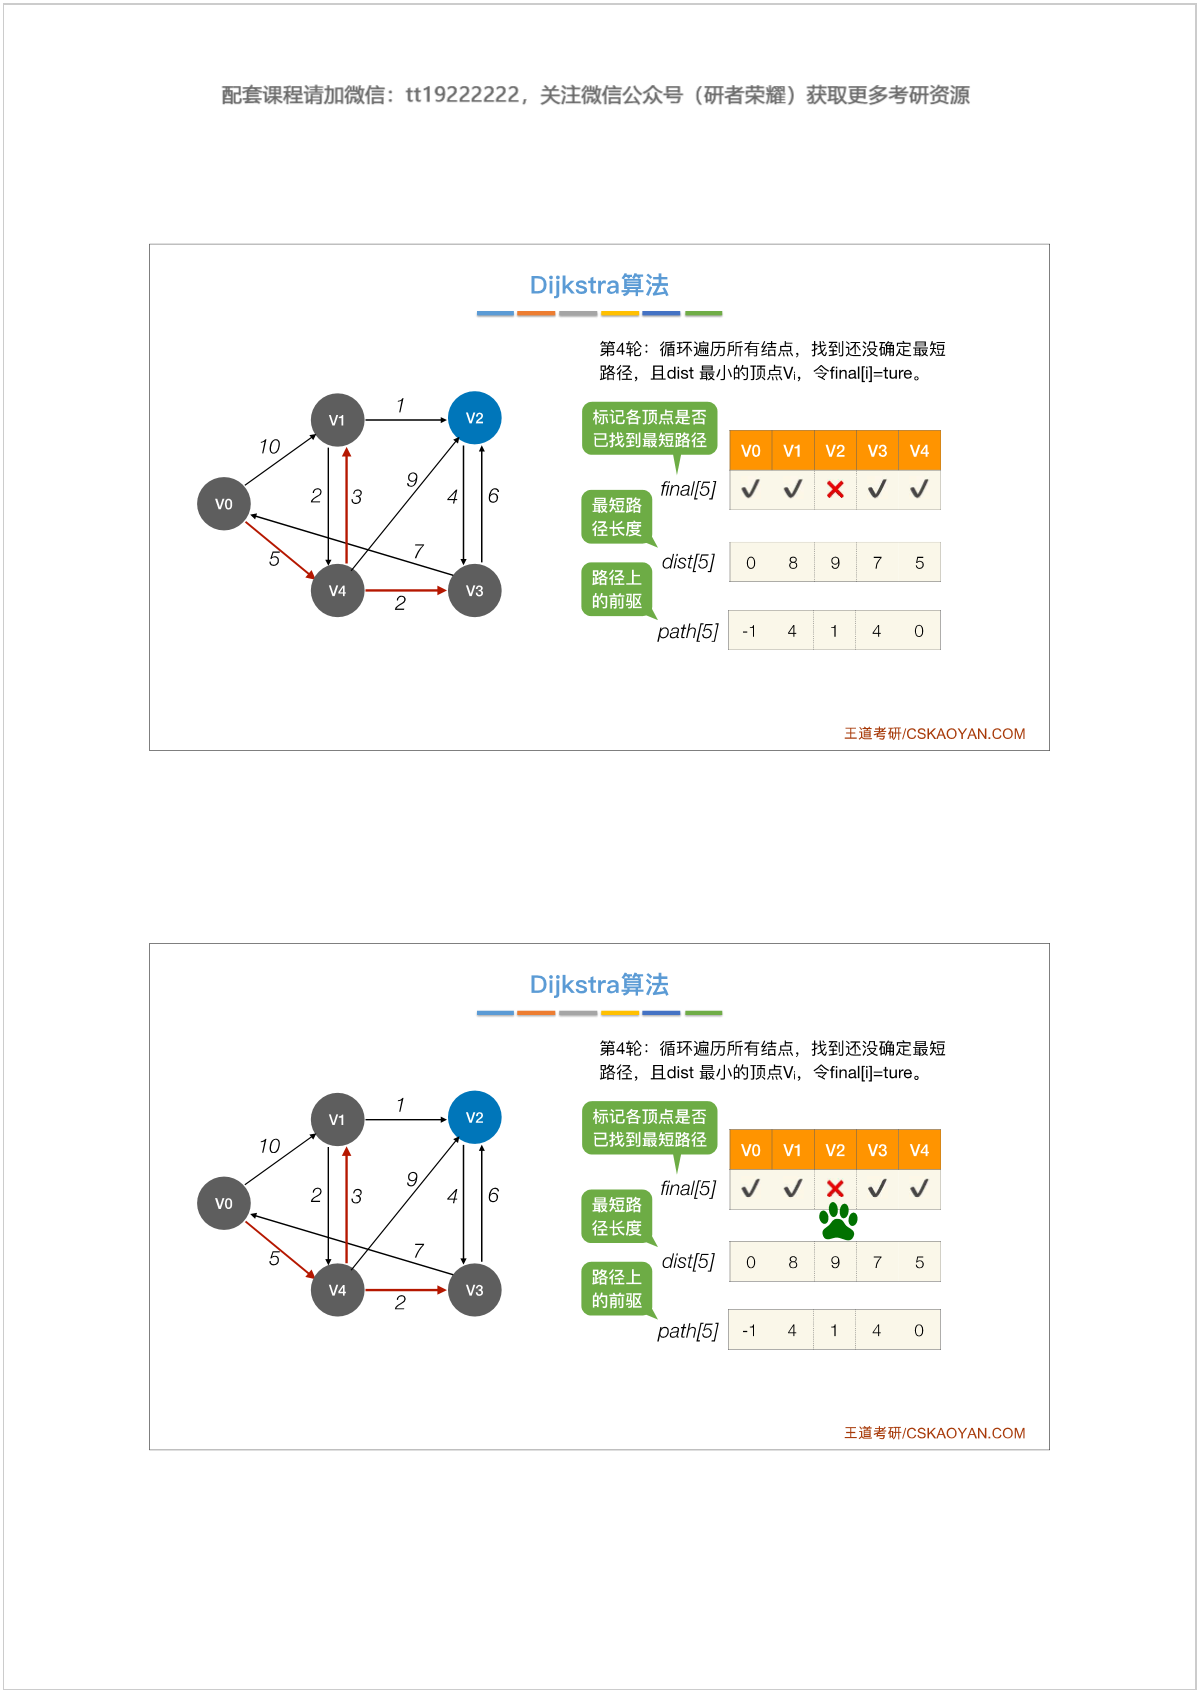 配套课程请加微信：tt19222222，关注微信公众号（研者荣耀）获取更多考研资源
Dijkstra算法
第4轮：循环遍历所有结点，找到还没确定最短
路径，且dist 最小的顶点Vi，令final[i]=ture。
标记各顶点是否
已找到最短路径
V0 V1 V2 V3 V4
final[5] ✔ ✔ ✖ ✔ ✔
最短路
径长度
dist[5] 0 8 9 7 5
路径上
的前驱
path[5] -1 4 1 4 0
V1
1
V2
10
9
2
3
4
6
V0
7
5
V4
2
V3
王道考研/CSKAOYAN.COM
Dijkstra算法
第4轮：循环遍历所有结点，找到还没确定最短
路径，且dist 最小的顶点Vi，令final[i]=ture。
标记各顶点是否
已找到最短路径
V0 V1 V2 V3 V4
final[5] ✔ ✔ ✖ ✔ ✔
最短路
径长度
dist[5] 0 8 9 7 5
路径上
的前驱
path[5] -1 4 1 4 0
V1
1
V2
10
9
2
3
4
6
V0
7
5
V4
2
V3
王道考研/CSKAOYAN.COM